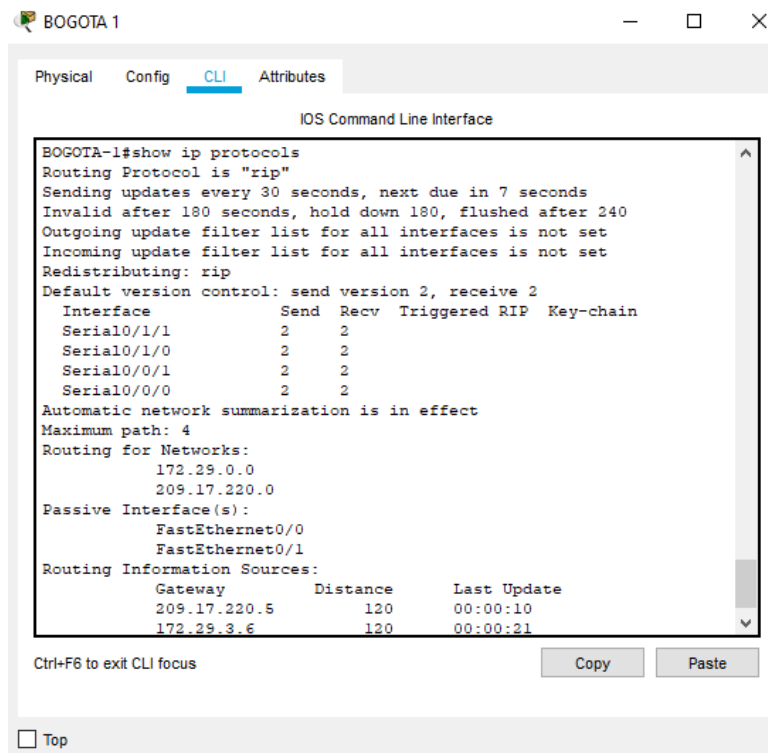 BOGOTA 1
Physical Config CLI Attributes
IOS Command Line Interface
BOGOTA-1#show ip protocols
Routing Protocol is "rip"
Sending updates every 30 seconds, next due in 7 seconds
Invalid after 180 seconds, hold down 180, flushed after 240
Outgoing update filter list for all interfaces is not set
Incoming update filter list for all interfaces is not set
Redistributing: rip
Default version control: send version 2, receive 2
Interface Send Recv Triggered RIP Key-chain
Serial0/1/1 2 2
Serial0/1/0 2 2
Serial0/0/1 2 2
Serial0/0/0 2 2
Automatic network summarization is in effect
Maximum path: 4
Routing for Networks:
172.29.0.0
209.17.220.0
Passive Interface(s):
FastEthernet0/0
FastEthernet0/1
Routing Information Sources:
Gateway Distance Last Update
209.17.220.5 120 00:00:10
172.29.3.6 120 00:00:21
Ctrl+F6 to exit CLI focus
Copy Paste
Top